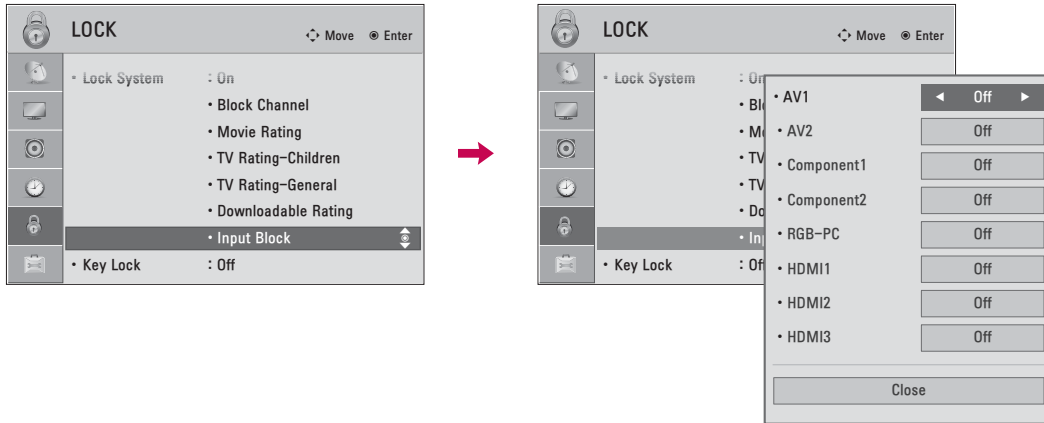 LOCK
Move Enter
• Lock System : On
• Block Channel
• Movie Rating
• TV Rating-Children
• TV Rating-General
• Downloadable Rating
• Input Block
• Key Lock : Off
LOCK
Move Enter
• Lock System : On
• Bl
• Mo
• TV
• TV
• Do
• Inp
• Key Lock : Off
• AV1 ◄ Off ►
• AV2 Off
• Component1 Off
• Component2 Off
• RGB-PC Off
• HDMI1 Off
• HDMI2 Off
• HDMI3 Off
Close